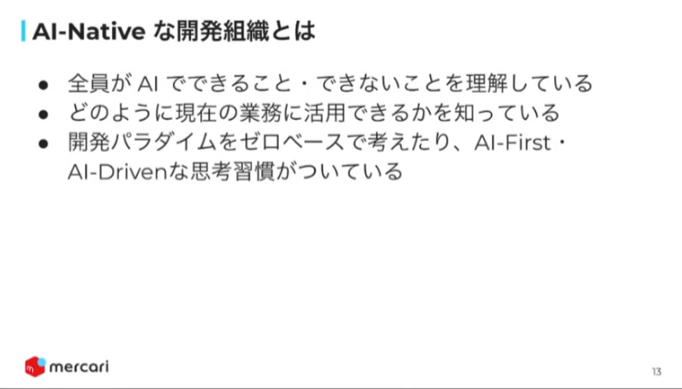 AI-Native な開発組織とは
● 全員が AI でできること・できないことを理解している
● どのように現在の業務に活用できるかを知っている
● 開発パラダイムをゼロベースで考えたり、AI-First・
AI-Drivenな思考習慣がついている
mercari
13